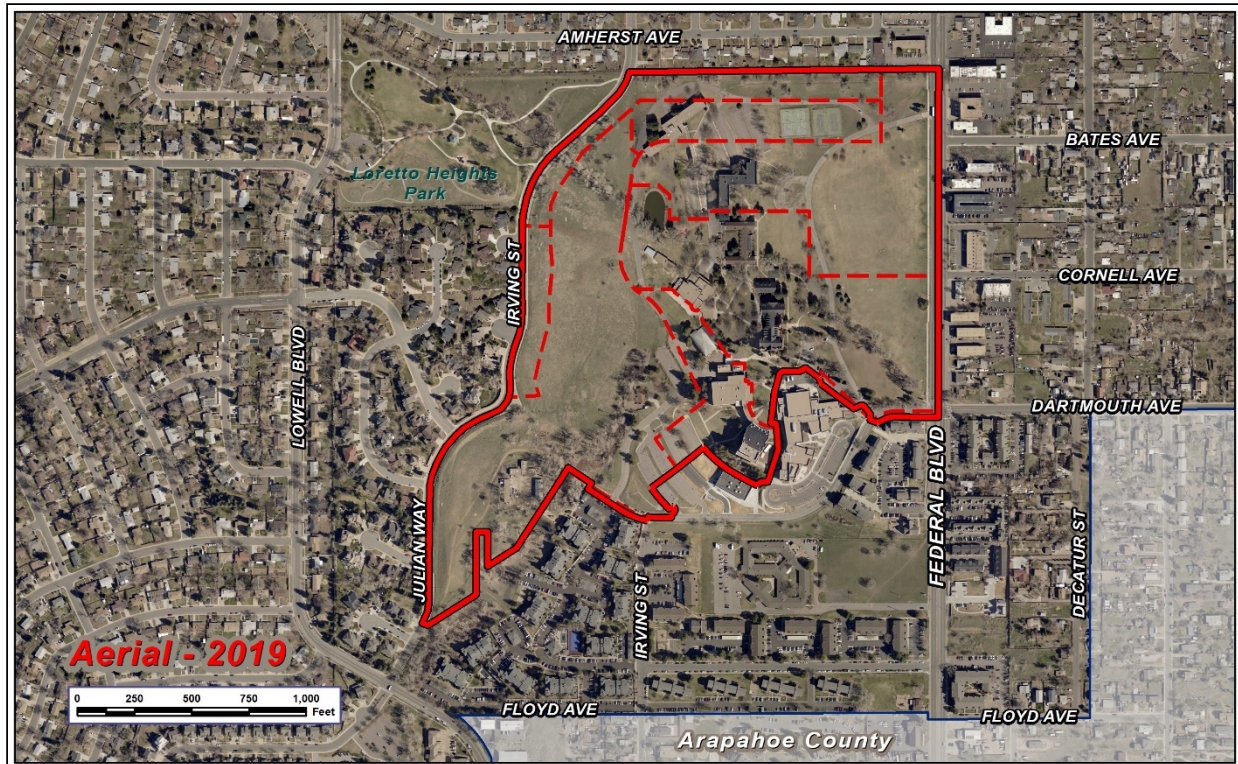 AMHERST AVE
BATES AVE
Loretto Heights
Park
IRVING ST
CORNELL AVE
LOWELL BLVD
DARTMOUTH AVE
FEDERAL BLVD
JULIAN WAY
DECATUR ST
IRVING ST
Aerial - 2019
0 250 500 750 1,000
Feet
FLOYD AVE
FLOYD AVE
Arapahoe County